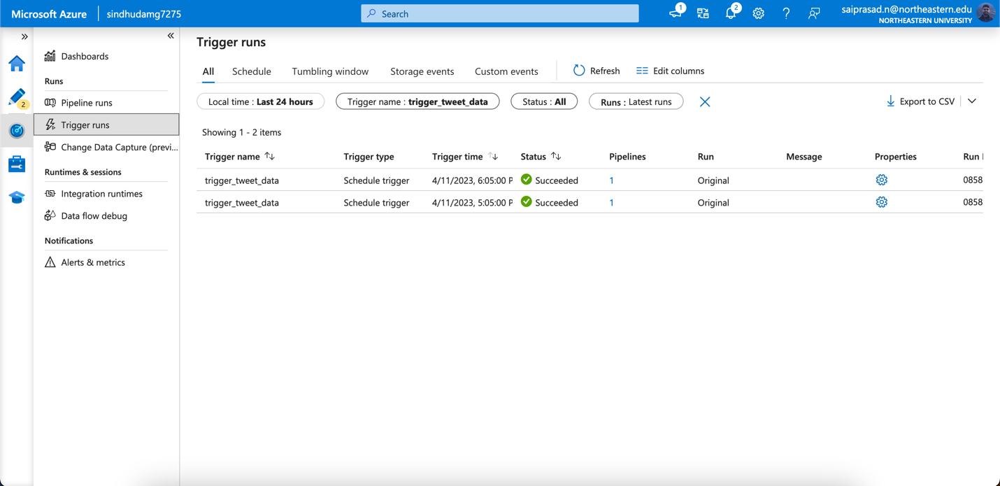 Microsoft Azure sindhudamg7275 Search 1 2 saiprasad.n@northeastern.edu
NORTHEASTERN UNIVERSITY
Dashboards
Runs
Pipeline runs
Trigger runs
Change Data Capture (previ...
Runtimes & sessions
Integration runtimes
Data flow debug
Notifications
Alerts & metrics
2
Trigger runs
All Schedule Tumbling window Storage events Custom events Refresh Edit columns
Local time : Last 24 hours Trigger name : trigger_tweet_data Status : All Runs : Latest runs Export to CSV
Showing 1 - 2 items
Trigger name Trigger type Trigger time Status Pipelines Run Message Properties Run
trigger_tweet_data Schedule trigger 4/11/2023, 6:05:00 P Succeeded 1 Original 0858
trigger_tweet_data Schedule trigger 4/11/2023, 5:05:00 P Succeeded 1 Original 0858